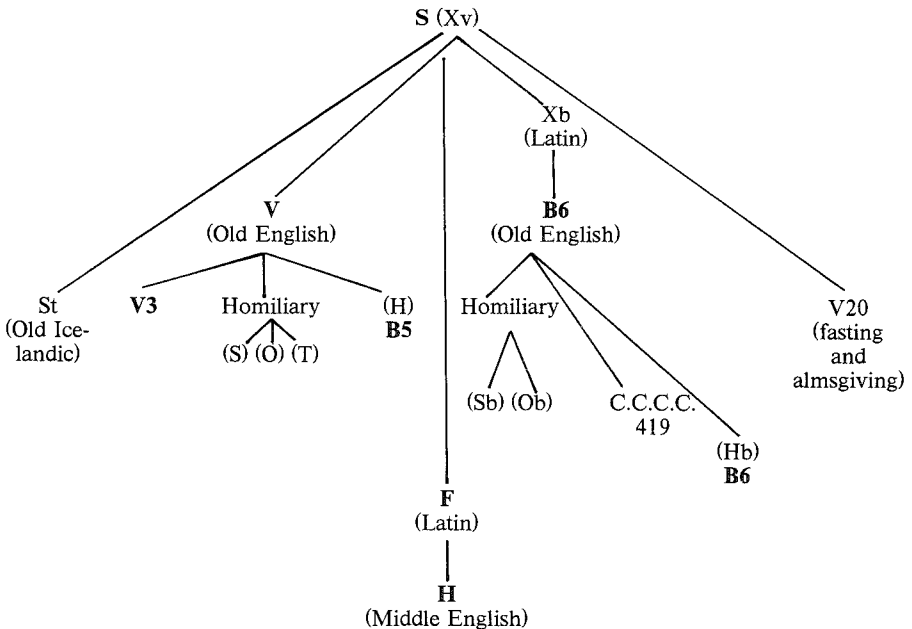 S (Xv)
Xb
(Latin)
V
(Old English)
B6
(Old English)
St
(Old Ice-
landic)
V3
Homiliary
(S) (O) (T)
(H)
B5
Homiliary
(Sb) (Ob)
C.C.C.C.
419
(Hb)
B6
V20
(fasting
and
almsgiving)
F
(Latin)
H
(Middle English)